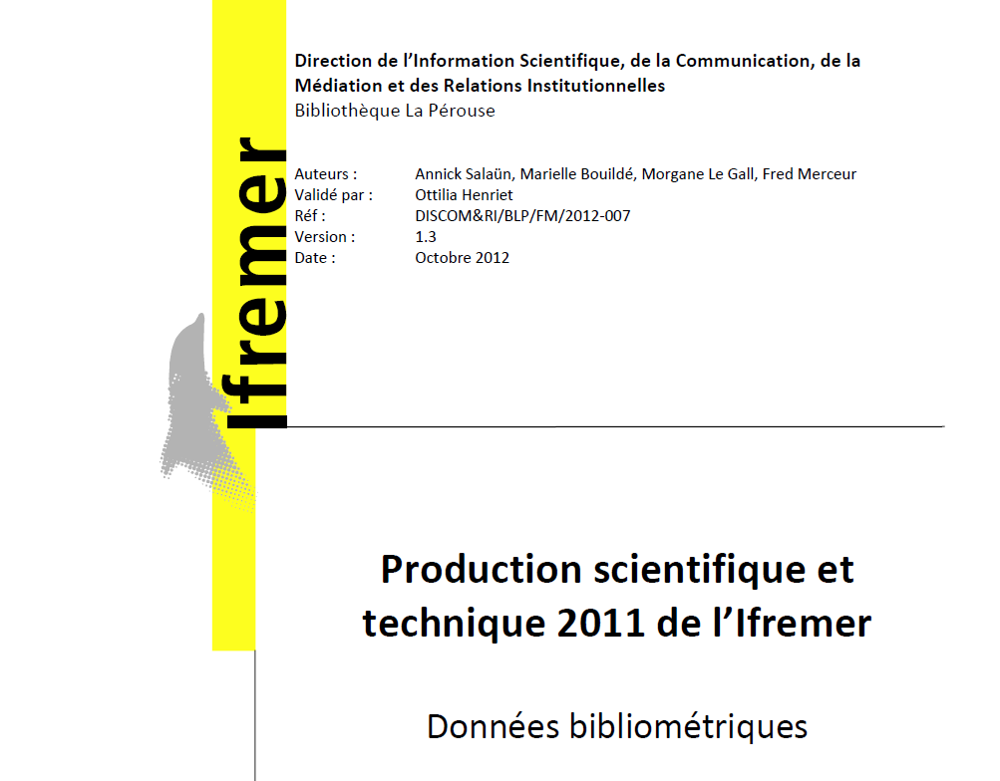 Direction de l'Information Scientifique, de la Communication, de la
Médiation et des Relations Institutionnelles
Bibliothèque La Pérouse
Auteurs : Annick Salaün, Marielle Bouildé, Morgane Le Gall, Fred Merceur
Validé par : Ottilia Henriet
Réf : DISCOM&RI/BLP/FM/2012-007
Version : 1.3
Date : Octobre 2012
Ifremer
Production scientifique et
technique 2011 de l'Ifremer
Données bibliométriques